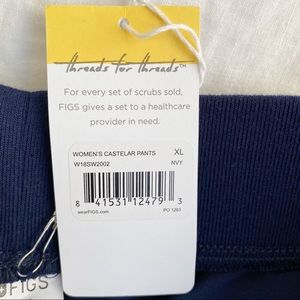 threads for threads™
For every set of scrubs sold,
FIGS gives a set to a healthcare
provider in need.
WOMEN'S CASTELAR PANTS XL
W18SW2002 NVY
8 41531 12479 3
wearFIGS.com PO 1263
FIGS